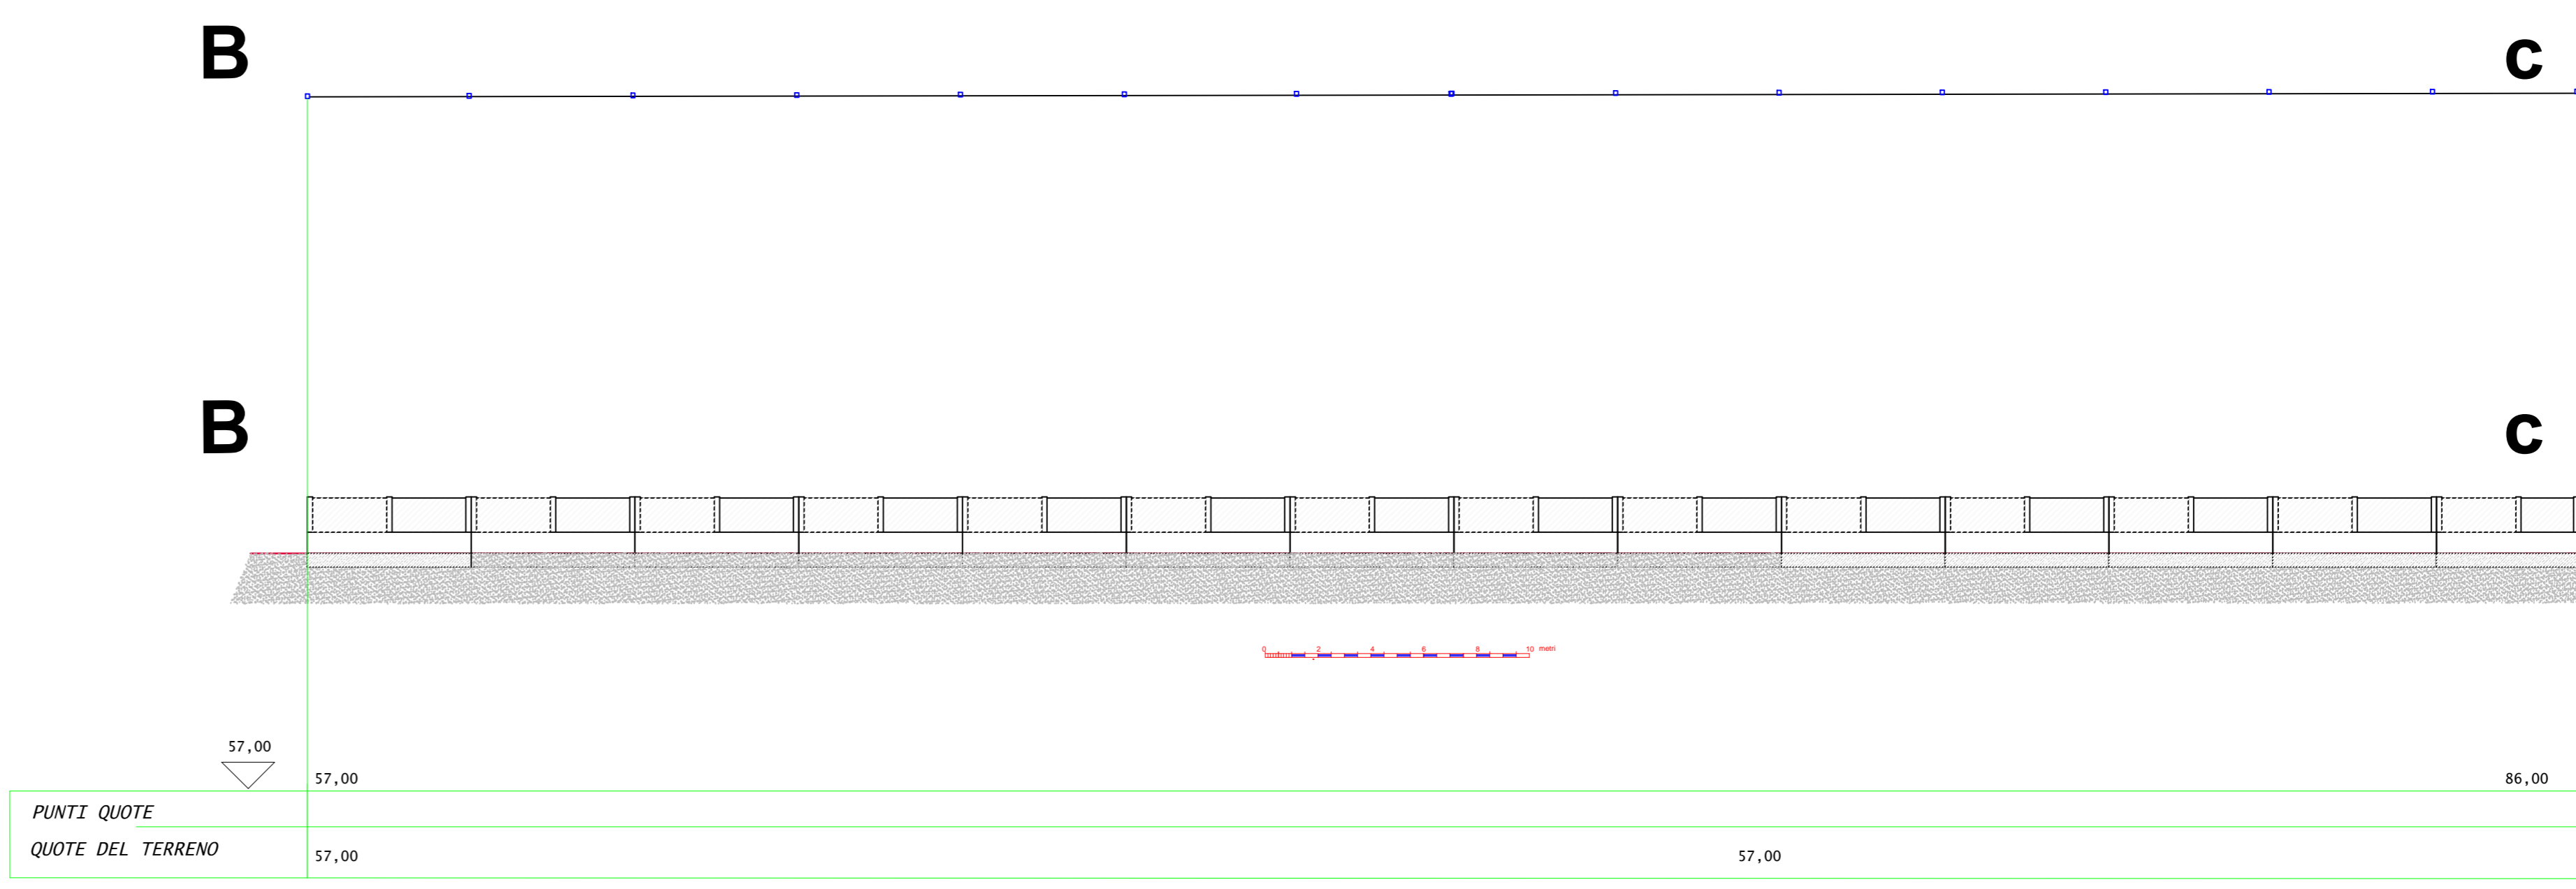 B C
B C
0 2 4 6 8 10 metri
57,00
57,00 86,00
PUNTI QUOTE
QUOTE DEL TERRENO
57,00 57,00